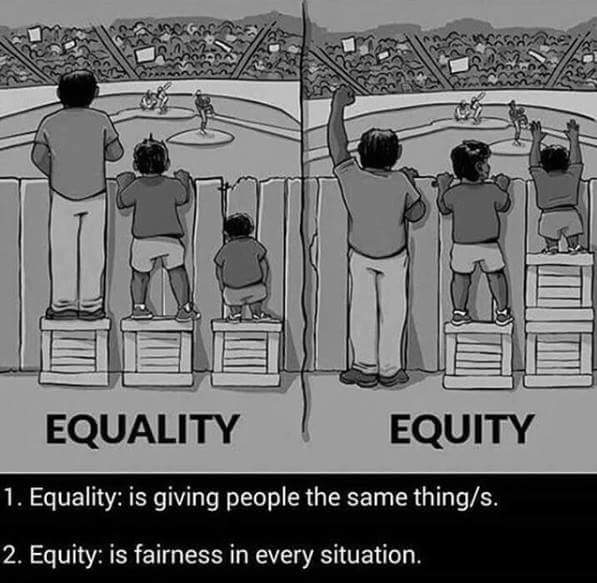 EQUALITY
EQUITY
1. Equality: is giving people the same thing/s.
2. Equity: is fairness in every situation.